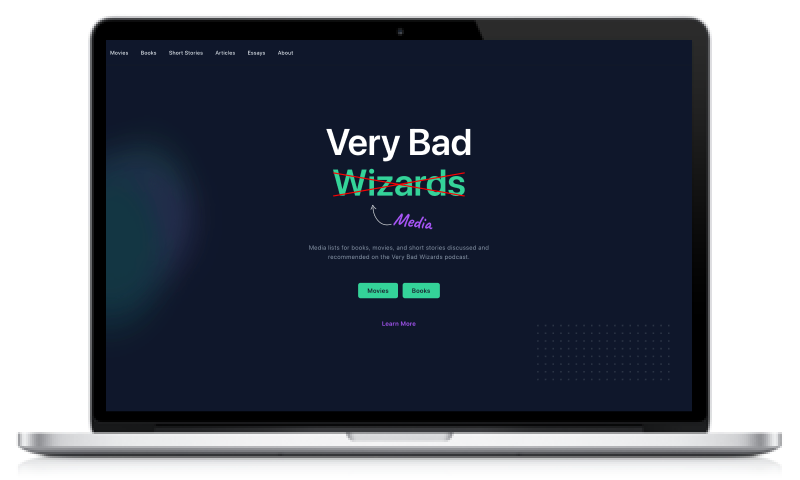 Movies Books Short Stories Articles Essays About
Very Bad
Wizards
Media
Media lists for books, movies, and short stories discussed and
recommended on the Very Bad Wizards podcast.
Movies Books
Learn More